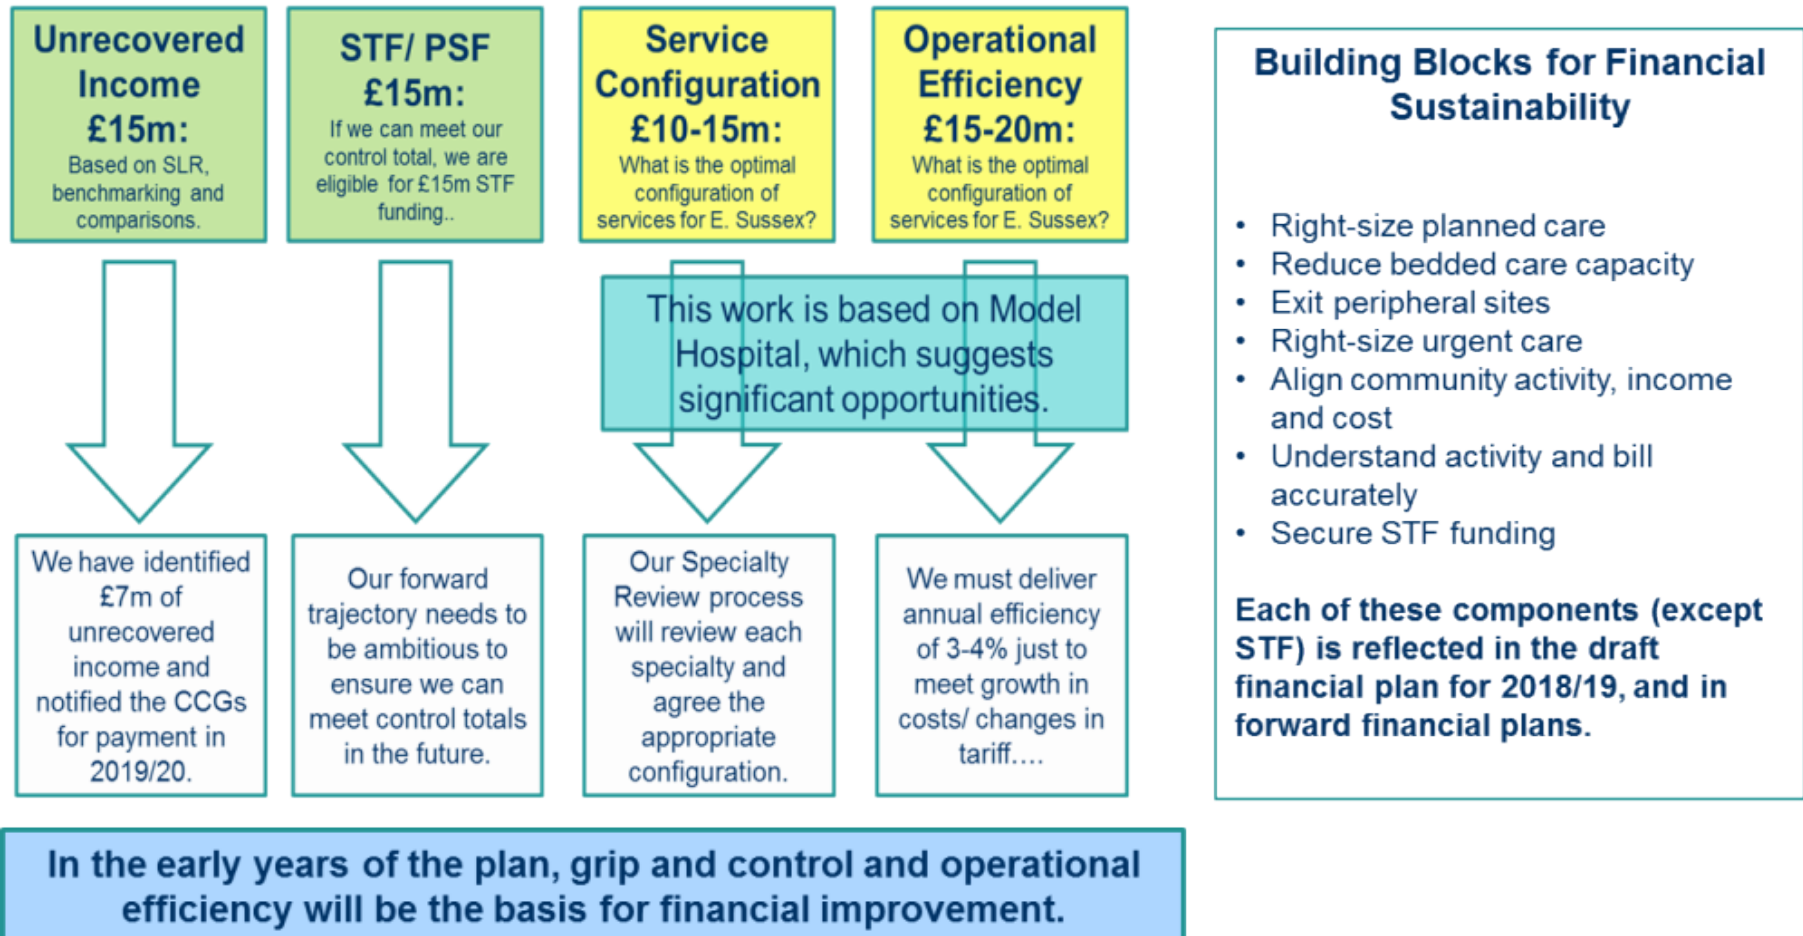 Unrecovered
Income
£15m:
Based on SLR,
benchmarking and
comparisons.
STF/ PSF
£15m:
If we can meet our
control total, we are
eligible for £15m STF
funding..
Service
Configuration
£10-15m:
What is the optimal
configuration of
services for E. Sussex?
Operational
Efficiency
£15-20m:
What is the optimal
configuration of
services for E. Sussex?
This work is based on Model
Hospital, which suggests
significant opportunities.
We have identified
£7m of
unrecovered
income and
notified the CCGs
for payment in
2019/20.
Our forward
trajectory needs to
be ambitious to
ensure we can
meet control totals
in the future.
Our Specialty
Review process
will review each
specialty and
agree the
appropriate
configuration.
We must deliver
annual efficiency
of 3-4% just to
meet growth in
costs/ changes in
tariff….
In the early years of the plan, grip and control and operational
efficiency will be the basis for financial improvement.
Building Blocks for Financial
Sustainability
• Right-size planned care
• Reduce bedded care capacity
• Exit peripheral sites
• Right-size urgent care
• Align community activity, income
and cost
• Understand activity and bill
accurately
• Secure STF funding
Each of these components (except
STF) is reflected in the draft
financial plan for 2018/19, and in
forward financial plans.